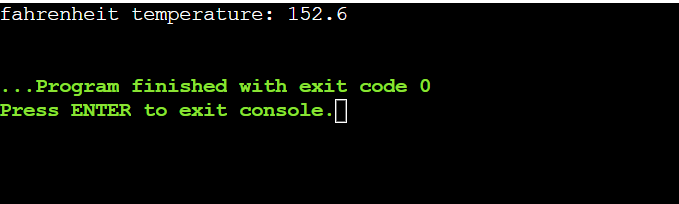 fahrenheit temperature: 152.6
...Program finished with exit code 0
Press ENTER to exit console.